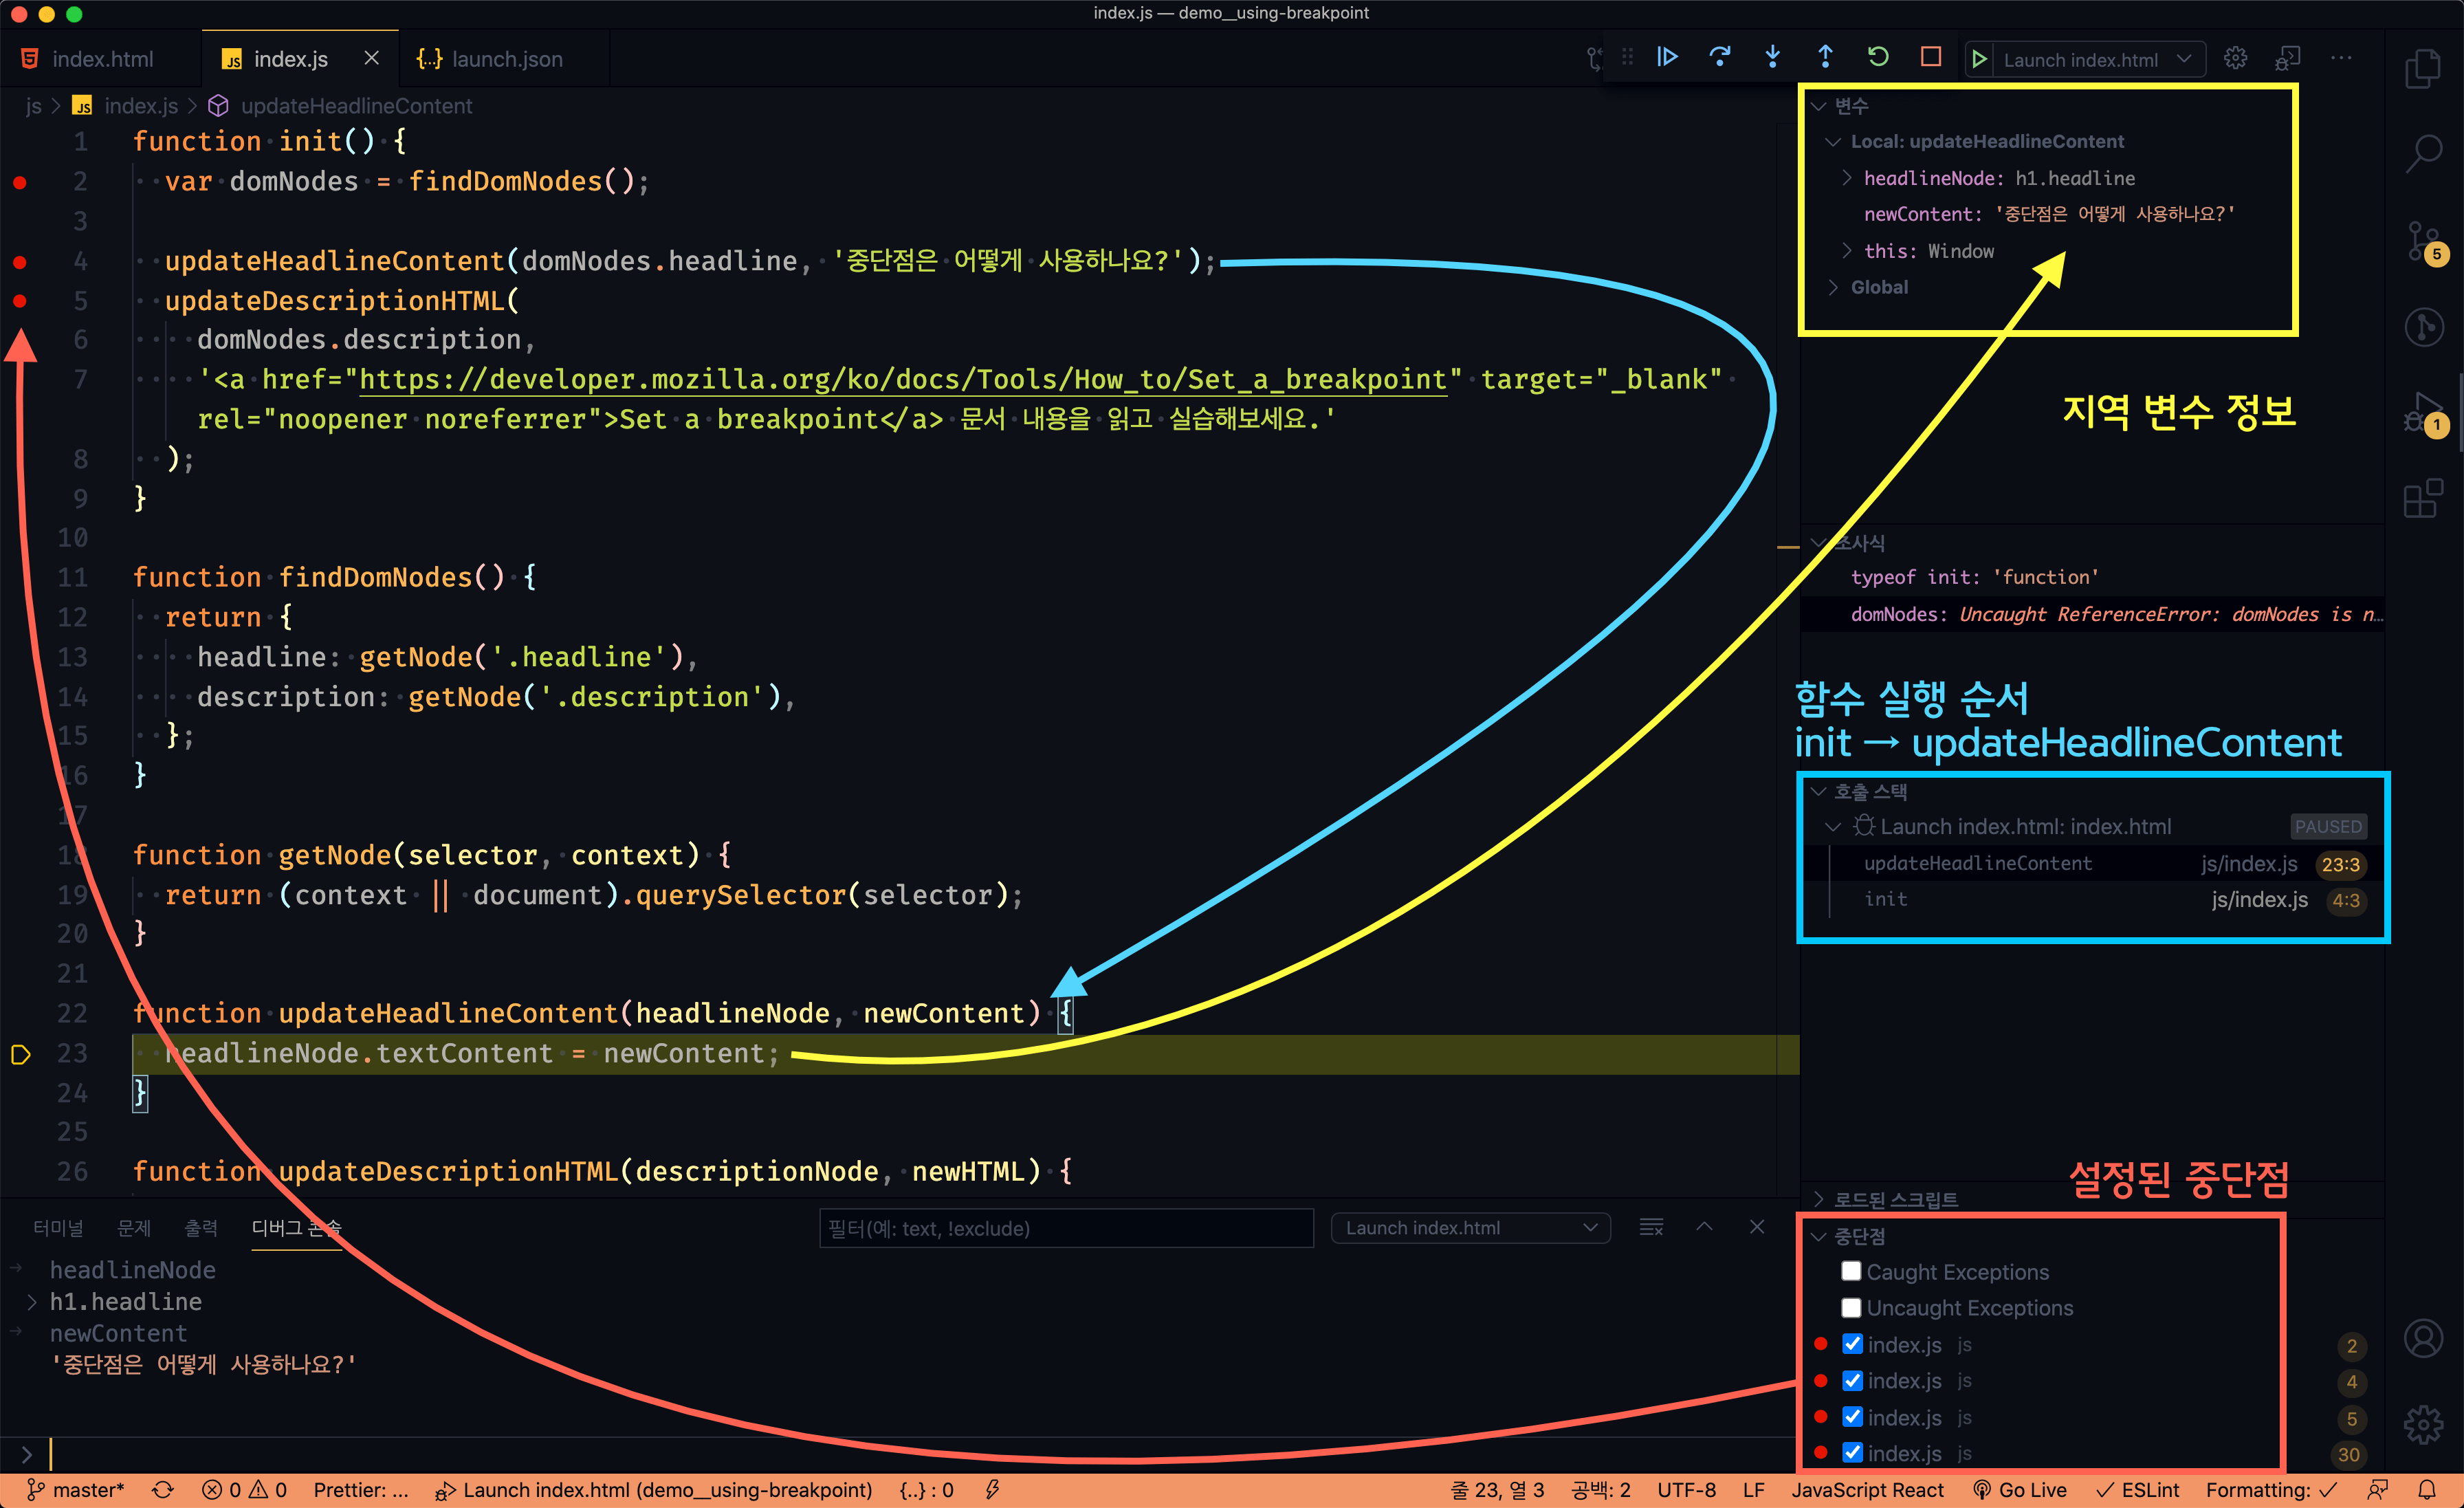 index.js — demo__using-breakpoint
index.html
index.js
launch.json
Launch index.html
js > index.js > updateHeadlineContent
1 function init() {
2 var domNodes = findDomNodes();
3
4 updateHeadlineContent(domNodes.headline, '중단점은 어떻게 사용하나요?');
5 updateDescriptionHTML(
6 domNodes.description,
7 '<a href="https://developer.mozilla.org/ko/docs/Tools/How_to/Set_a_breakpoint" target="_blank"
rel="noopener noreferrer">Set a breakpoint</a> 문서 내용을 읽고 실습해보세요.'
8 );
9 }
10
11 function findDomNodes() {
12 return {
13 headline: getNode('.headline'),
14 description: getNode('.description'),
15 };
16 }
17
18 function getNode(selector, context) {
19 return (context || document).querySelector(selector);
20 }
21
22 function updateHeadlineContent(headlineNode, newContent) {
23 headlineNode.textContent = newContent;
24 }
25
26 function updateDescriptionHTML(descriptionNode, newHTML) {
변수
Local: updateHeadlineContent
headlineNode: h1.headline
newContent: '중단점은 어떻게 사용하나요?'
this: Window
Global
지역 변수 정보
조사식
typeof init: 'function'
domNodes: Uncaught ReferenceError: domNodes is n…
함수 실행 순서
init → updateHeadlineContent
호출 스택
Launch index.html: index.html PAUSED
updateHeadlineContent js/index.js 23:3
init js/index.js 4:3
설정된 중단점
로드된 스크립트
중단점
Caught Exceptions
Uncaught Exceptions
index.js js 2
index.js js 4
index.js js 5
index.js js 30
5
1
터미널 문제 출력 디버그 콘솔
필터(예: text, !exclude)
Launch index.html
headlineNode
h1.headline
newContent
'중단점은 어떻게 사용하나요?'
master* 0 0 Prettier: ... Launch index.html (demo__using-breakpoint) {..} : 0
줄 23, 열 3 공백: 2 UTF-8 LF JavaScript React Go Live ESLint Formatting: ✓